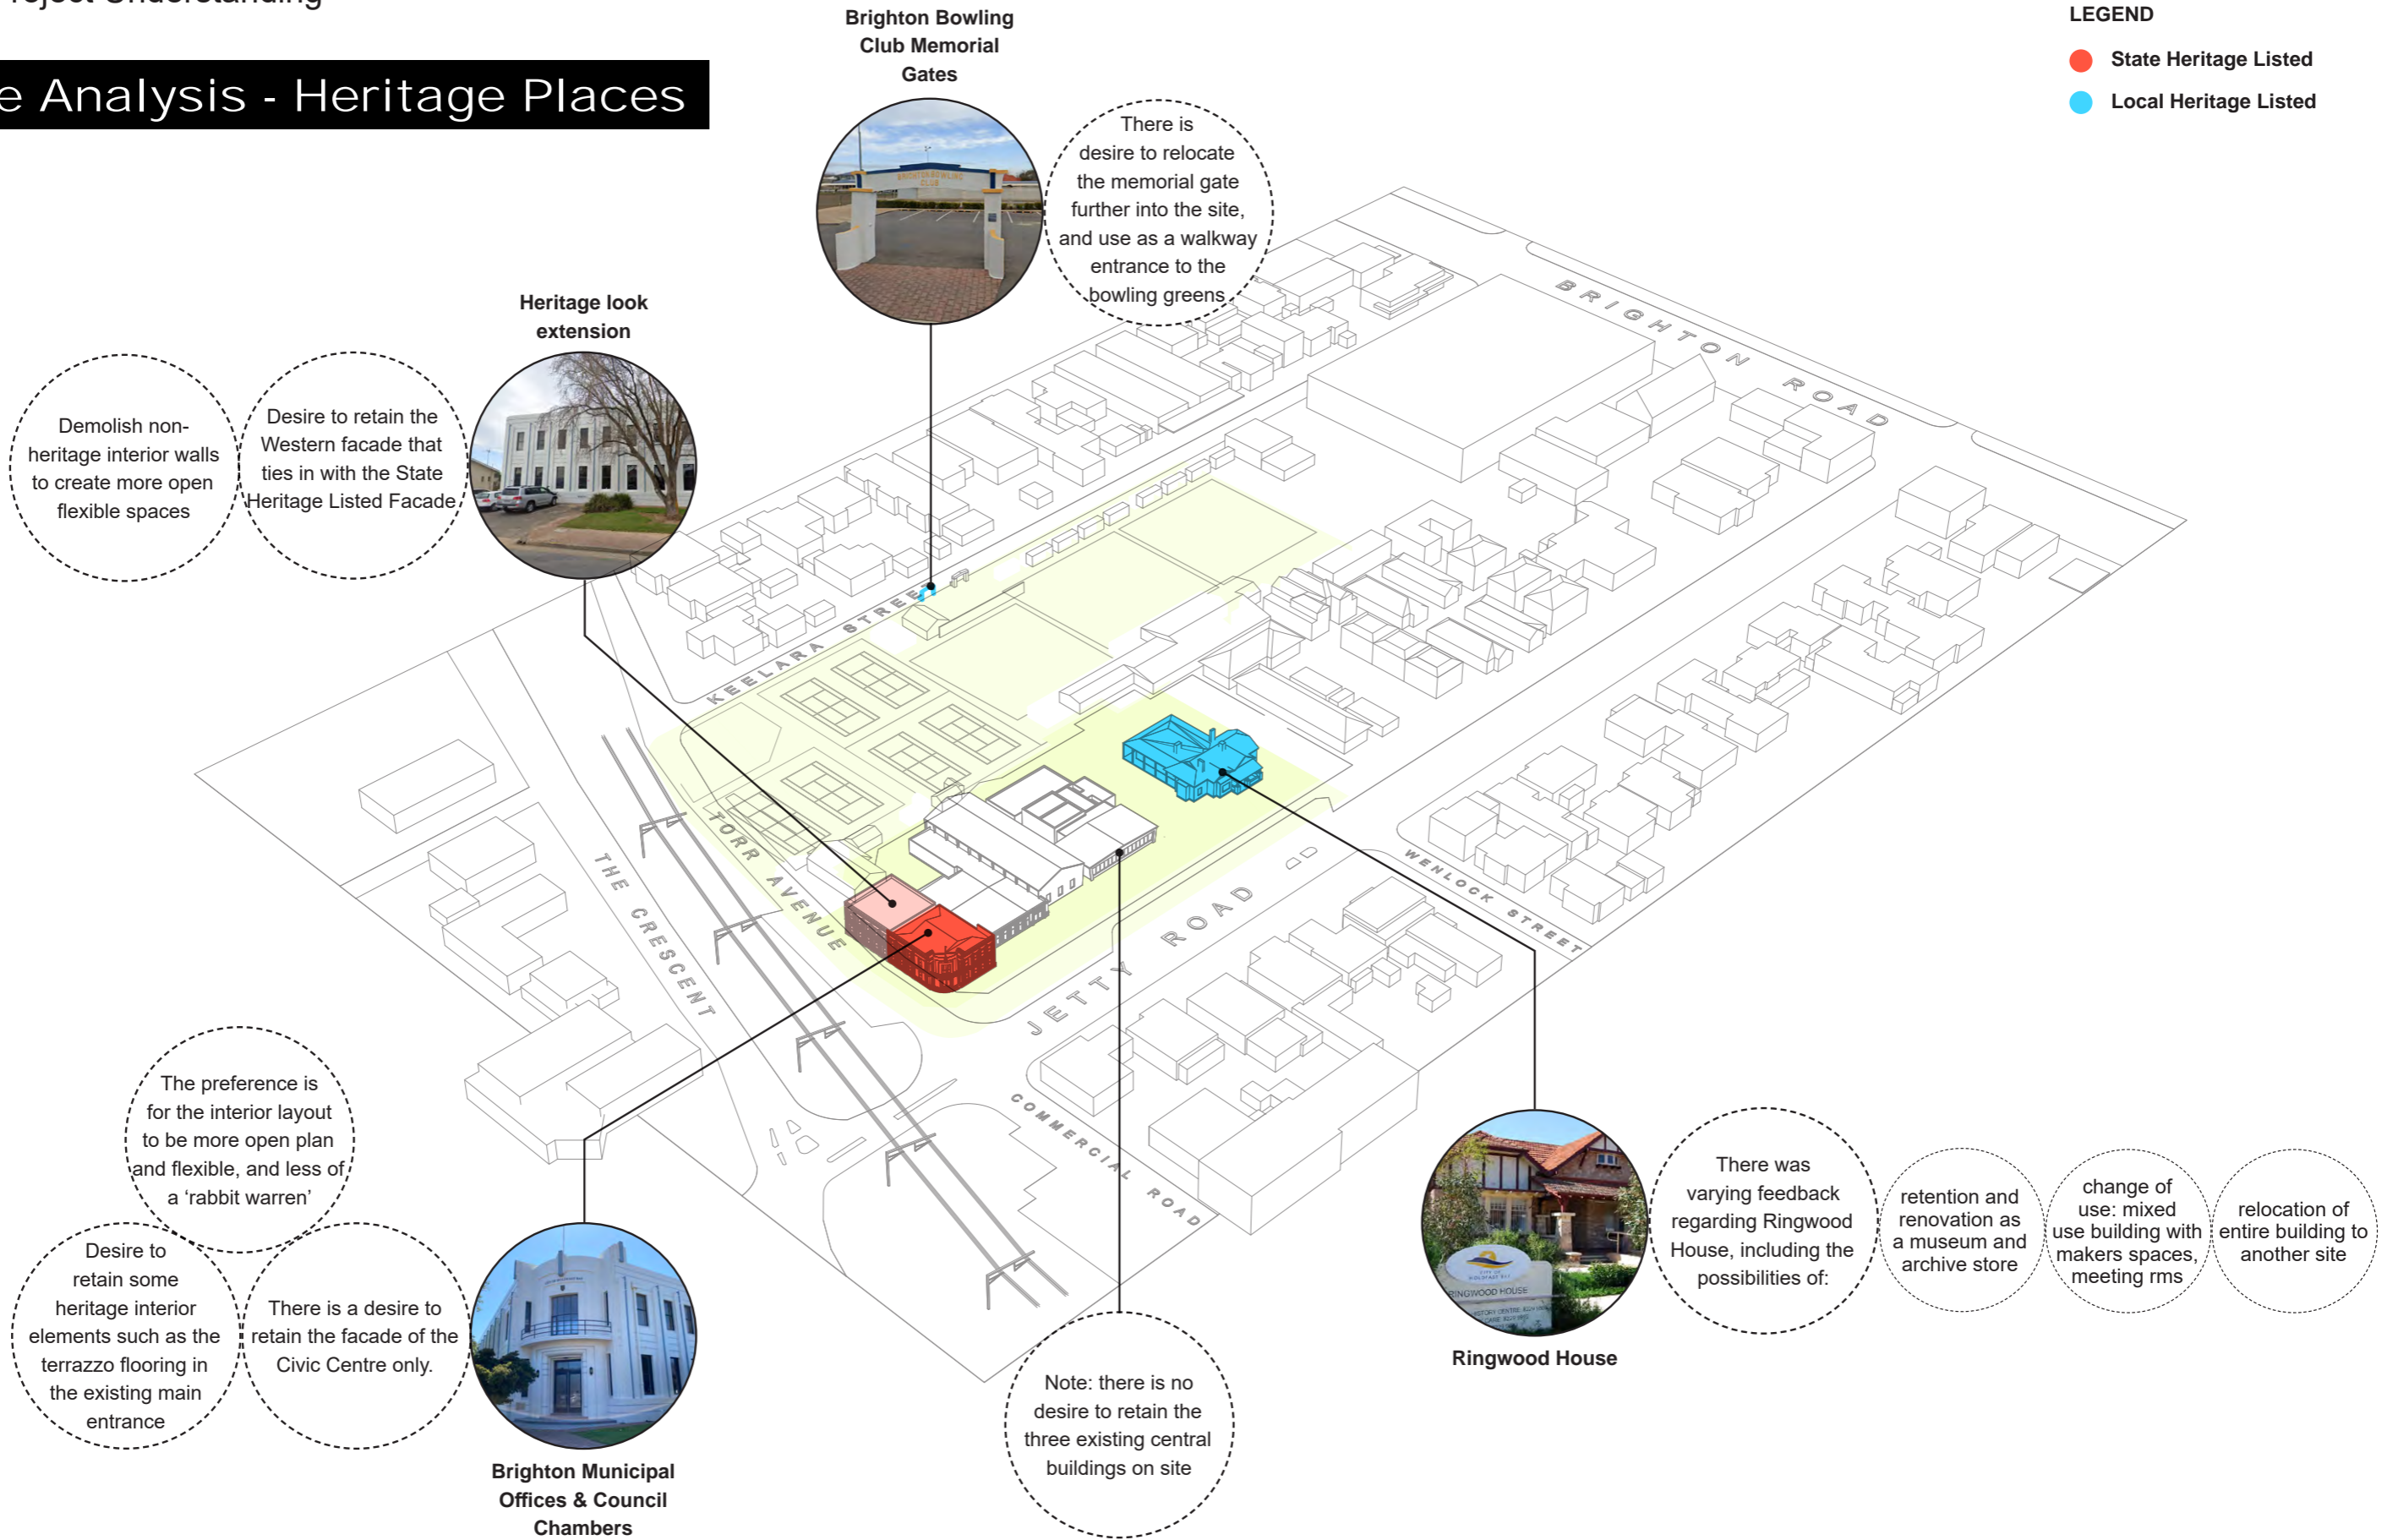 roject Understanding
e Analysis - Heritage Places
LEGEND
State Heritage Listed
Local Heritage Listed
Brighton Bowling
Club Memorial
Gates
BRIGHTON BOWLING
CLUB
There is
desire to relocate
the memorial gate
further into the site,
and use as a walkway
entrance to the
bowling greens
Heritage look
extension
Demolish non-
heritage interior walls
to create more open
flexible spaces
Desire to retain the
Western facade that
ties in with the State
Heritage Listed Facade
BRIGHTON ROAD
KEELARA STREET
TORR AVENUE
THE CRESCENT
JETTY ROAD
WENLOCK STREET
COMMERCIAL ROAD
The preference is
for the interior layout
to be more open plan
and flexible, and less of
a ‘rabbit warren’
Desire to
retain some
heritage interior
elements such as the
terrazzo flooring in
the existing main
entrance
There is a desire to
retain the facade of the
Civic Centre only.
Brighton Municipal
Offices & Council
Chambers
Note: there is no
desire to retain the
three existing central
buildings on site
CITY OF
HOLDFAST BAY
RINGWOOD HOUSE
Ringwood House
There was
varying feedback
regarding Ringwood
House, including the
possibilities of:
retention and
renovation as
a museum and
archive store
change of
use: mixed
use building with
makers spaces,
meeting rms
relocation of
entire building to
another site